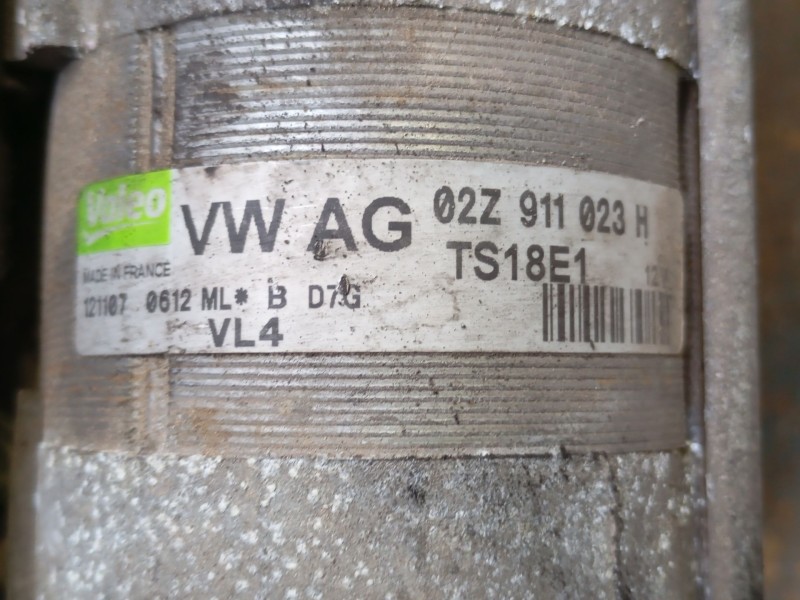 Valeo
VW AG 02Z 911 023 H
TS18E1
MADE IN FRANCE
121107 0612 ML* B D7G
VL4